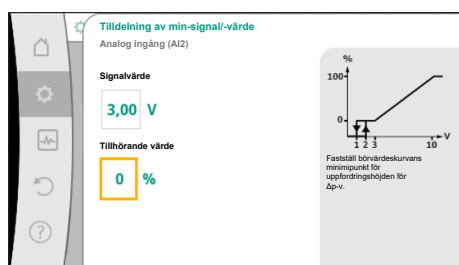 Tilldelning av min-signal/-värde
Analog ingång (AI2)
Signalvärde
3,00 V
Tillhörande värde
0 %
%
100
0
1 2 3 10 V
Fastställ börvärdeskurvans
minimipunkt för
uppfordringshöjden för
Δp-v.